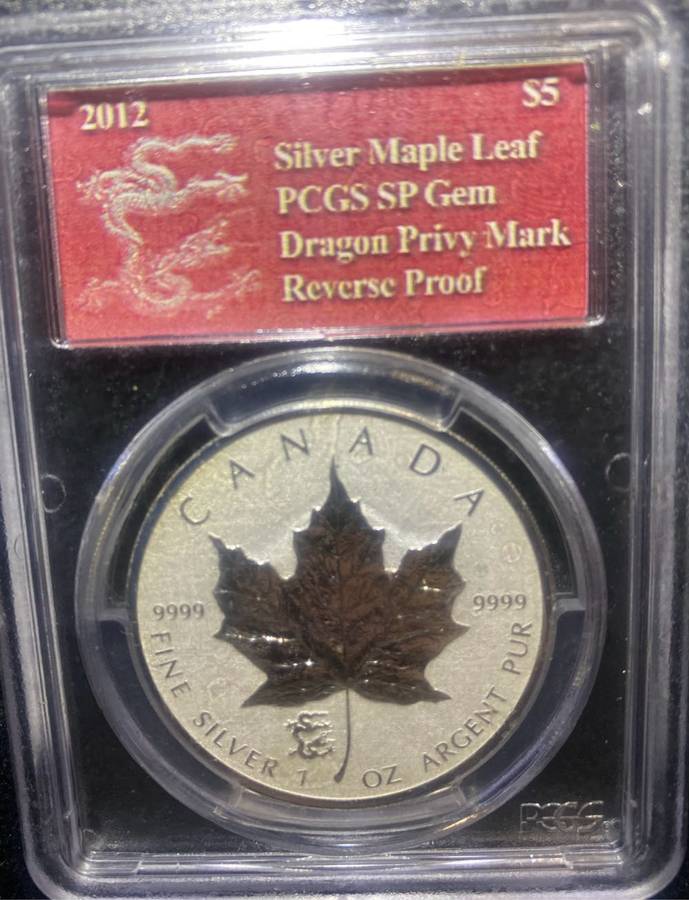 2012 $5
Silver Maple Leaf
PCGS SP Gem
Dragon Privy Mark
Reverse Proof
CANADA
9999 9999
FINE SILVER 1 OZ ARGENT PUR
PCGS